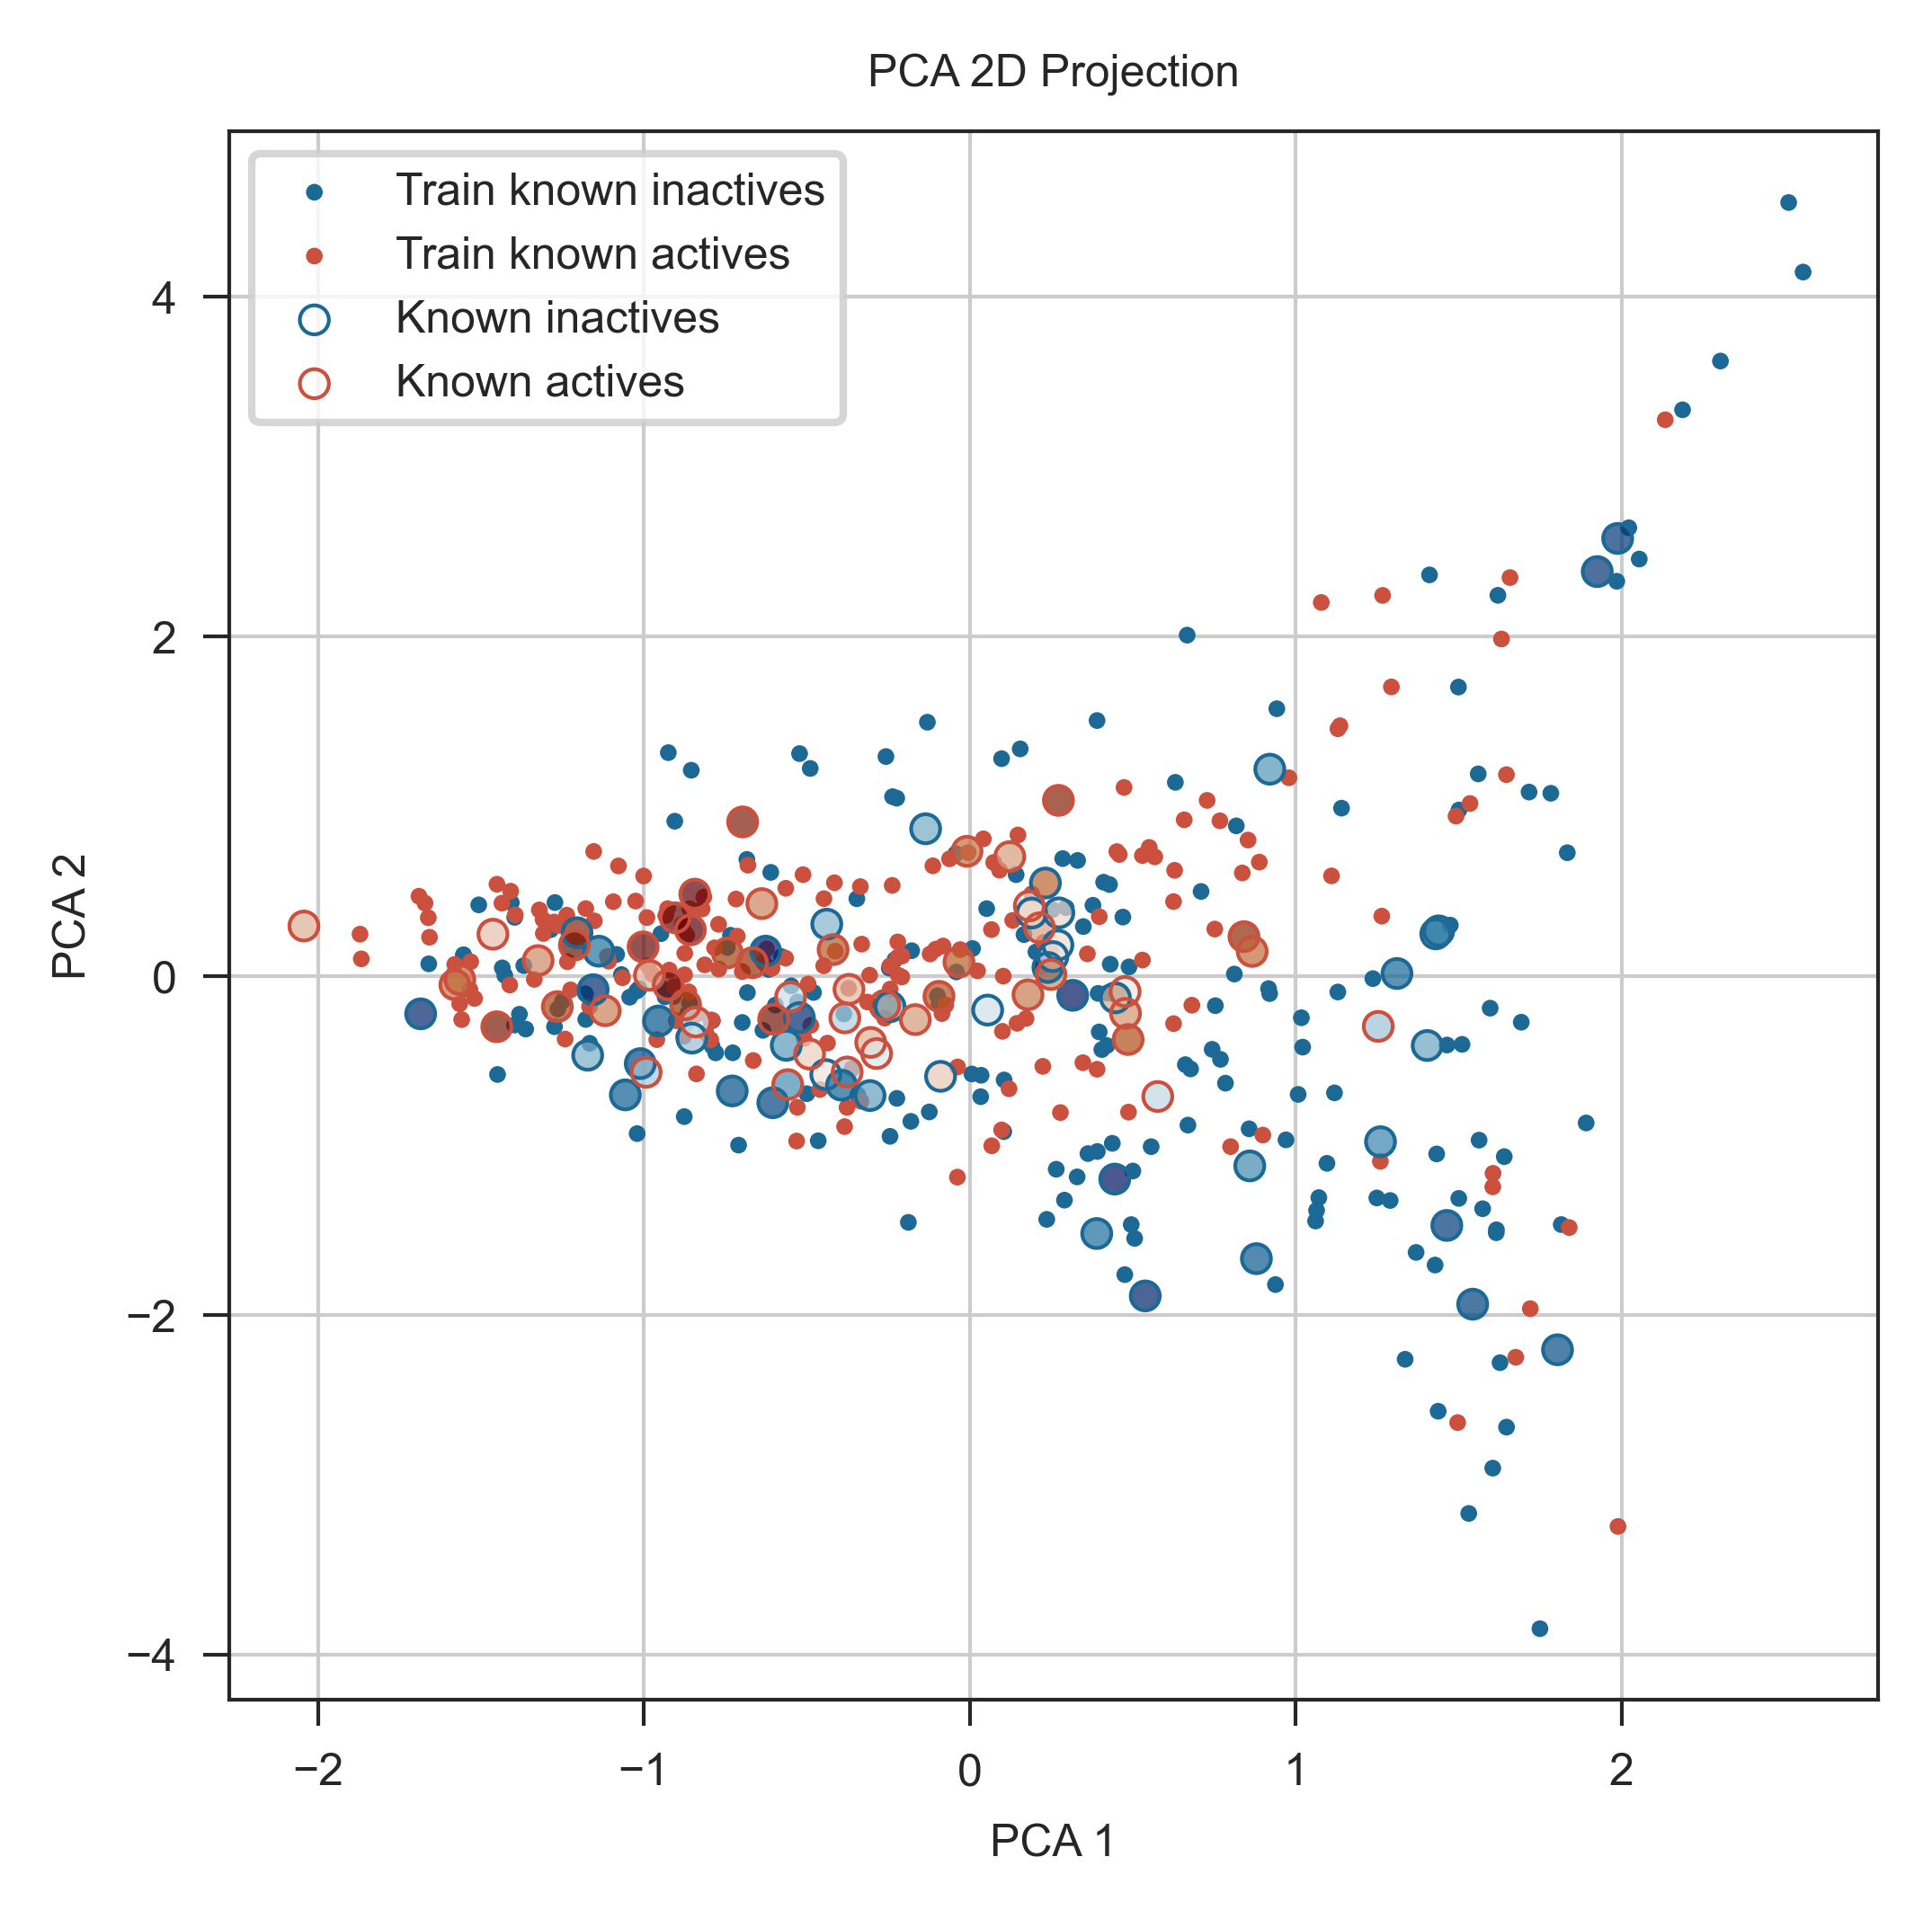 PCA 2D Projection
Train known inactives
Train known actives
Known inactives
Known actives
4
2
0
−2
−4
PCA 2
−2
−1
0
1
2
PCA 1